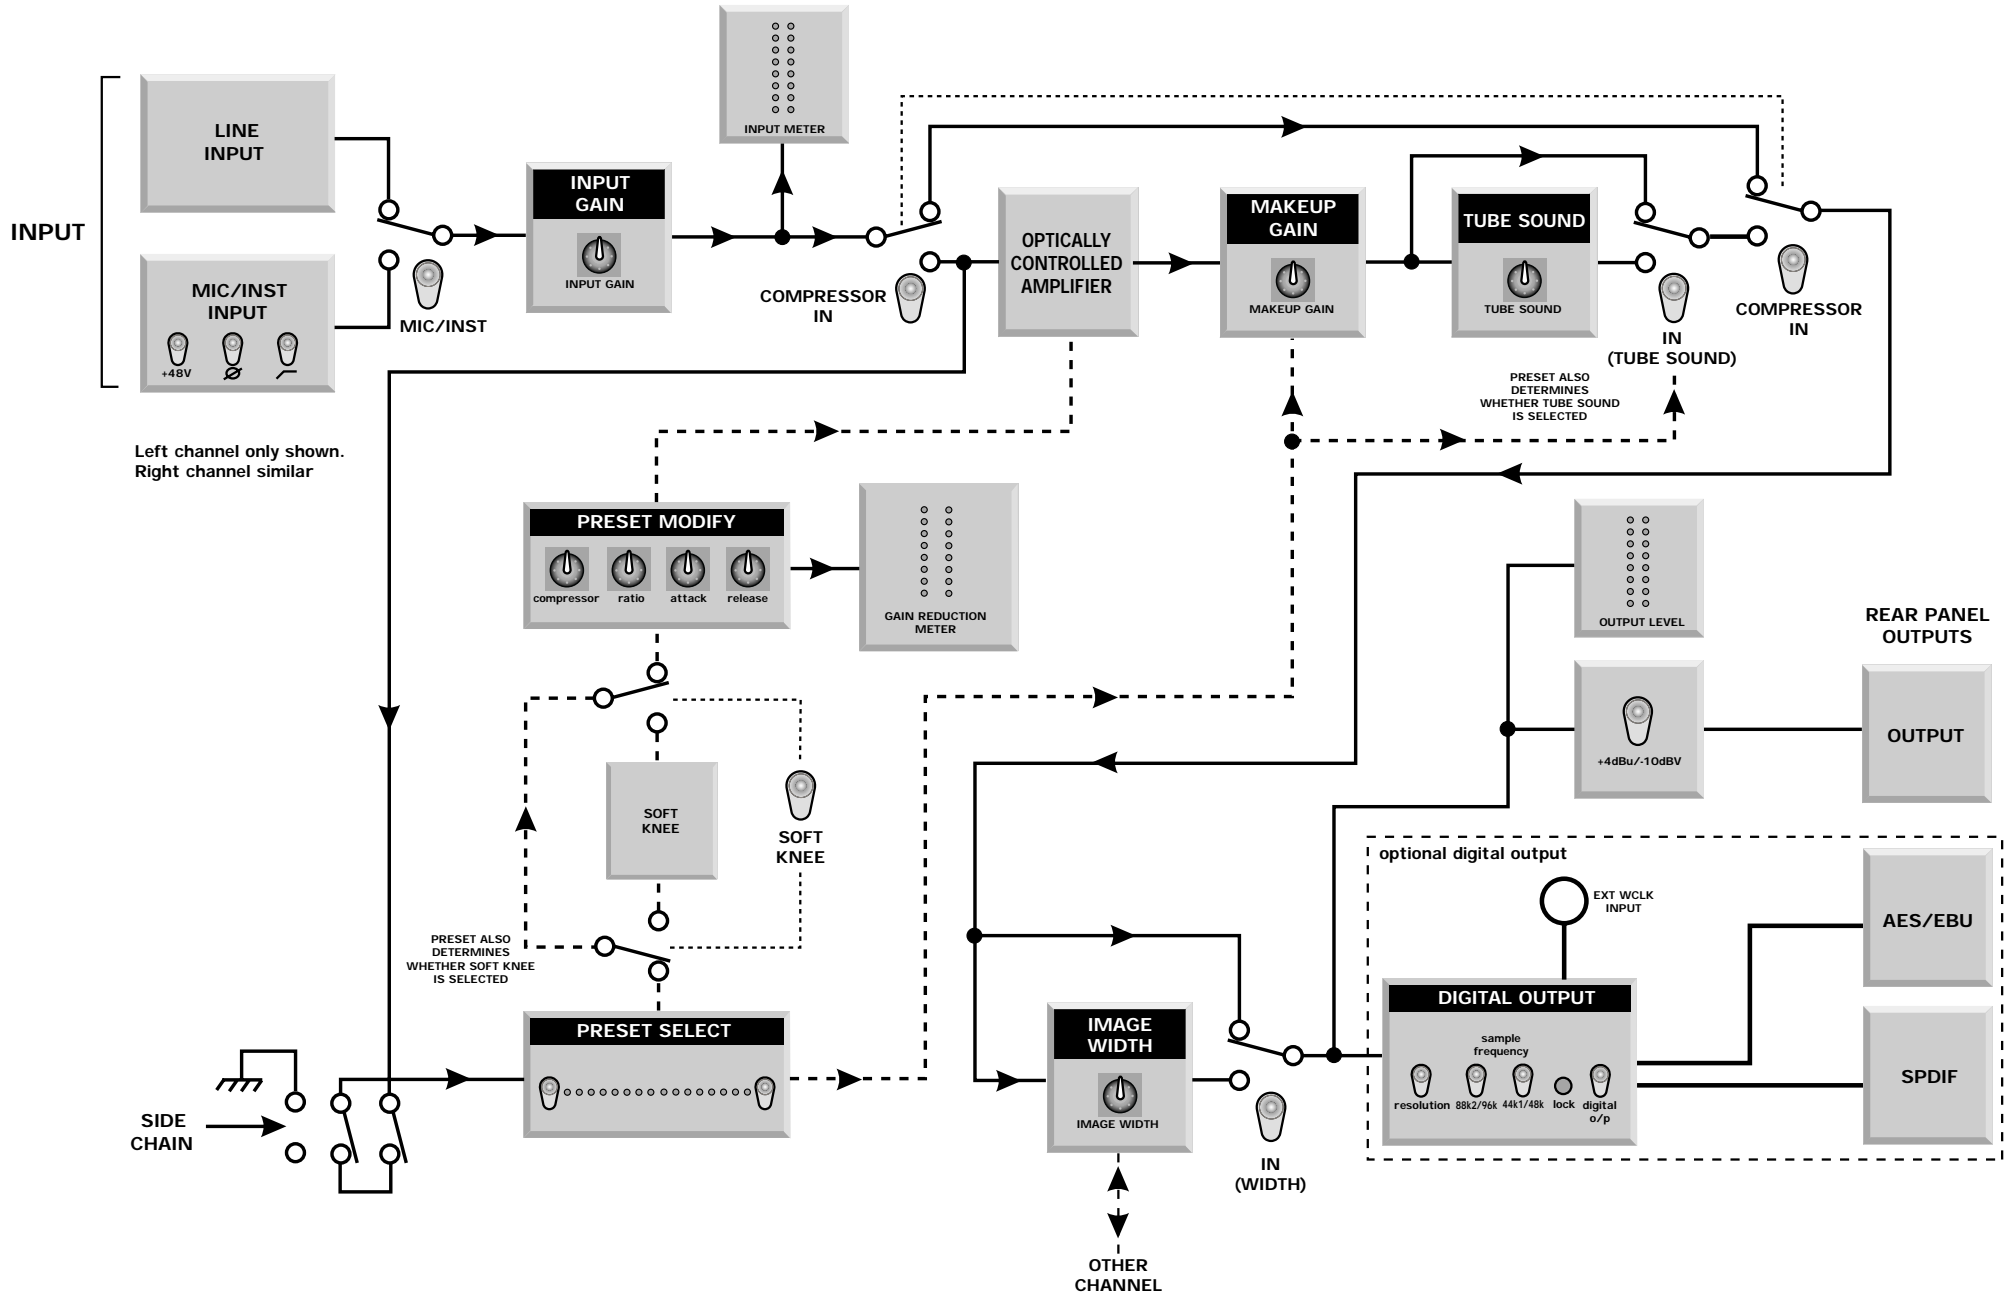 INPUT
LINE
INPUT
MIC/INST
INPUT
+48V
MIC/INST
Left channel only shown.
Right channel similar
INPUT
GAIN
INPUT GAIN
INPUT METER
COMPRESSOR
IN
OPTICALLY
CONTROLLED
AMPLIFIER
MAKEUP
GAIN
MAKEUP GAIN
TUBE SOUND
TUBE SOUND
IN
(TUBE SOUND)
COMPRESSOR
IN
PRESET ALSO
DETERMINES
WHETHER TUBE SOUND
IS SELECTED
PRESET MODIFY
compressor ratio attack release
GAIN REDUCTION
METER
SOFT
KNEE
SOFT
KNEE
PRESET ALSO
DETERMINES
WHETHER SOFT KNEE
IS SELECTED
PRESET SELECT
SIDE
CHAIN
OUTPUT LEVEL
REAR PANEL
OUTPUTS
+4dBu/-10dBV
OUTPUT
optional digital output
EXT WCLK
INPUT
AES/EBU
DIGITAL OUTPUT
sample
frequency
resolution 88k2/96k 44k1/48k lock digital
o/p
SPDIF
IMAGE
WIDTH
IMAGE WIDTH
IN
(WIDTH)
OTHER
CHANNEL